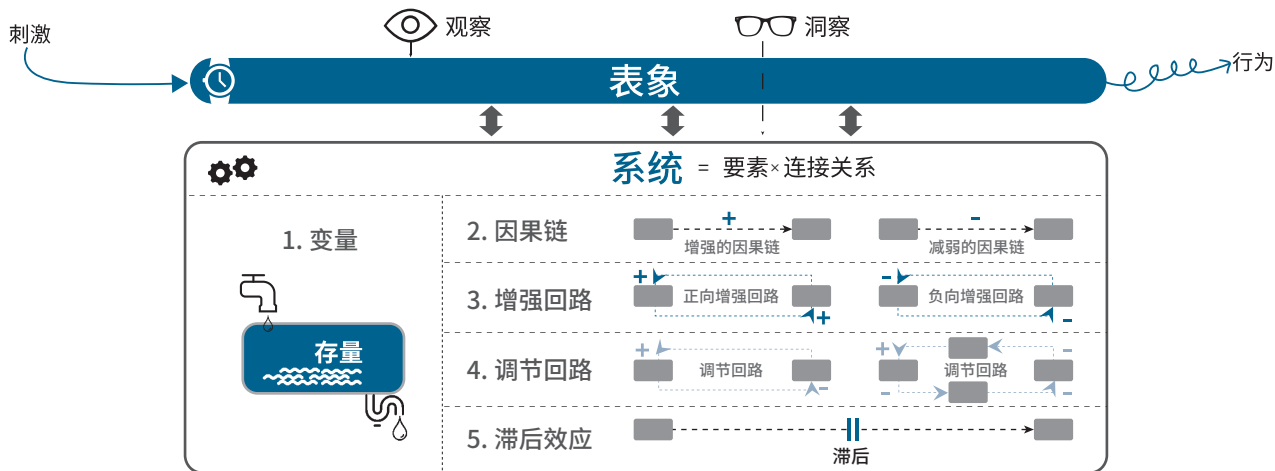 刺激
观察
洞察
表象
行为
系统 = 要素×连接关系
1. 变量
存量
2. 因果链
+
增强的因果链
-
减弱的因果链
3. 增强回路
+
正向增强回路
+
-
负向增强回路
-
4. 调节回路
+
调节回路
-
+
-
调节回路
-
-
5. 滞后效应
滞后